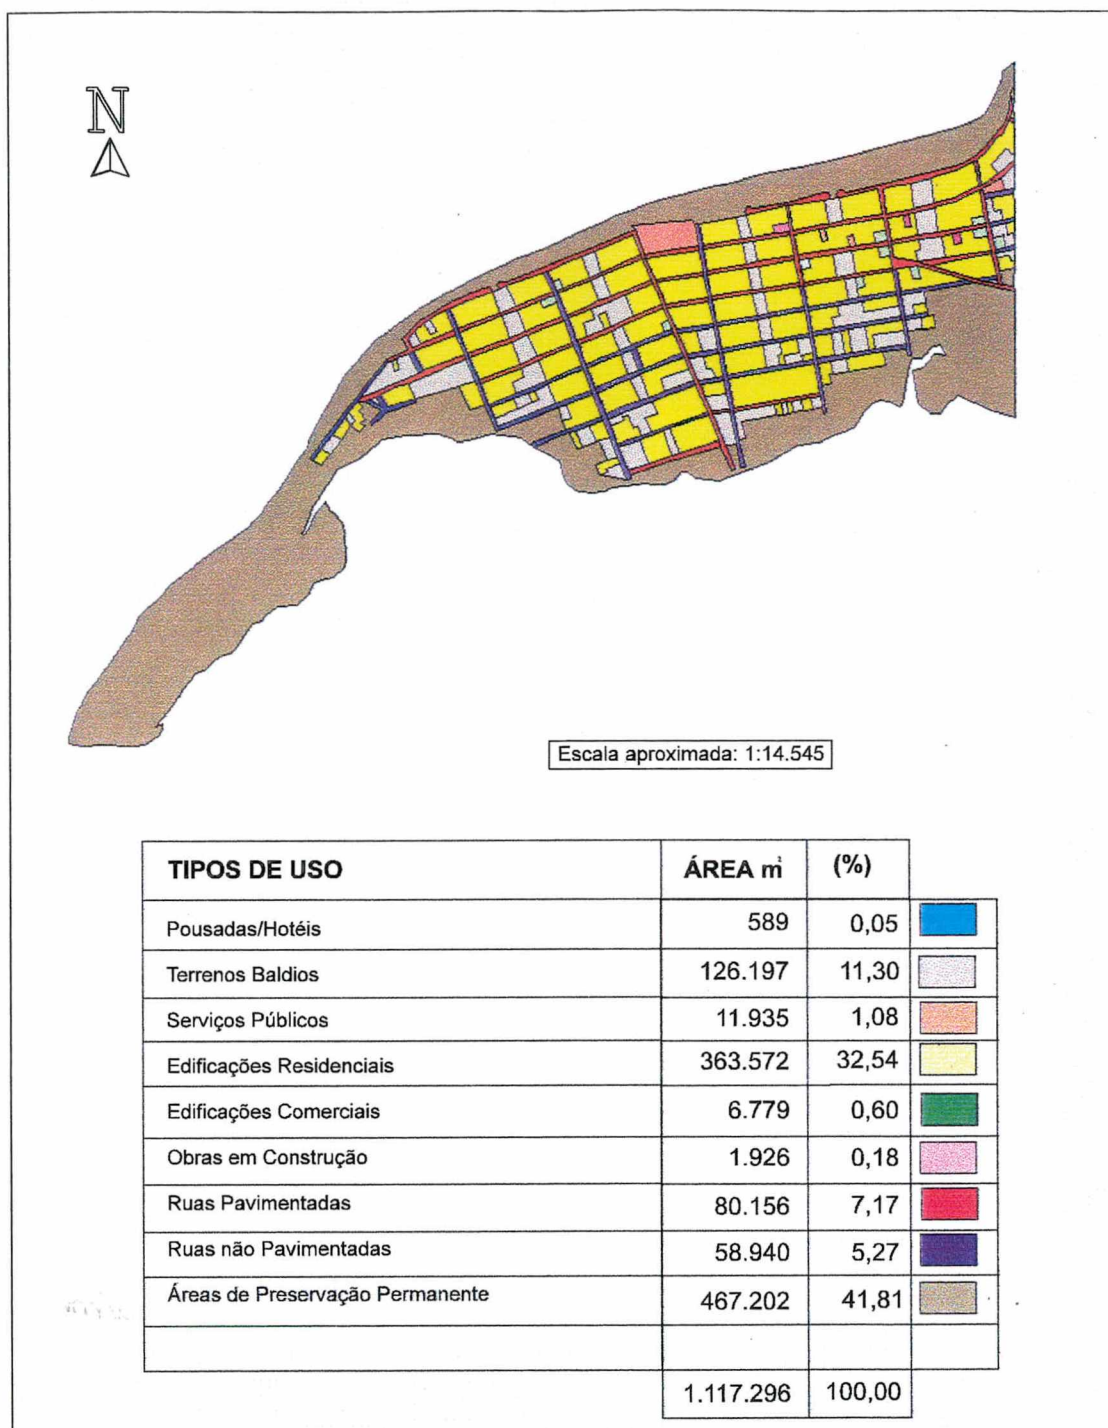 N
Escala aproximada: 1:14.545
TIPOS DE USO ÁREA m² (%)
Pousadas/Hotéis 589 0,05
Terrenos Baldios 126.197 11,30
Serviços Públicos 11.935 1,08
Edificações Residenciais 363.572 32,54
Edificações Comerciais 6.779 0,60
Obras em Construção 1.926 0,18
Ruas Pavimentadas 80.156 7,17
Ruas não Pavimentadas 58.940 5,27
Áreas de Preservação Permanente 467.202 41,81
1.117.296 100,00